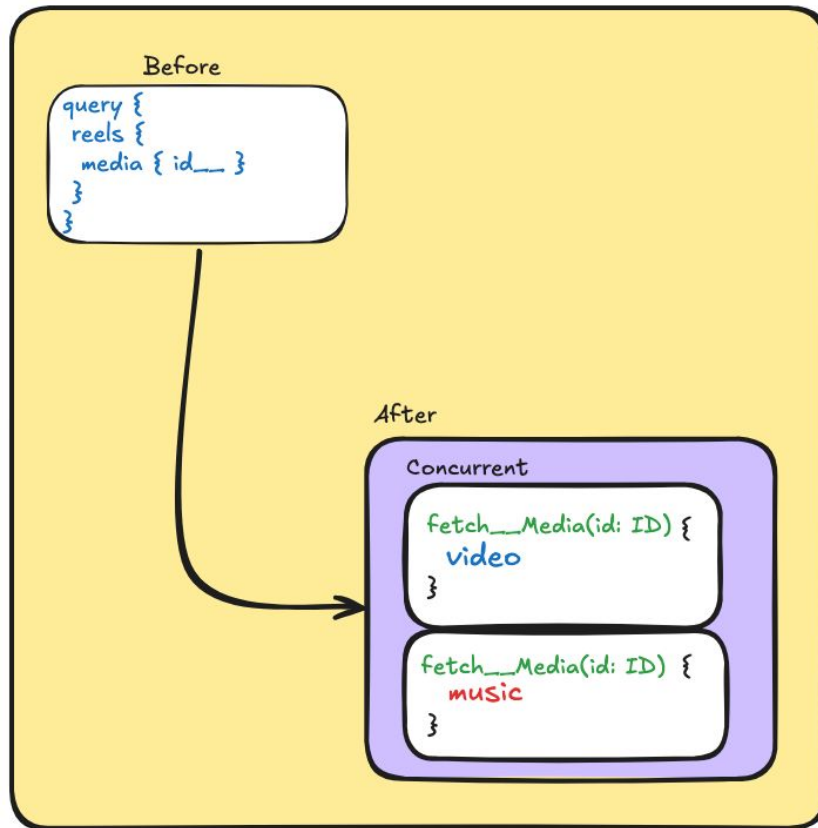 Before
query {
reels {
media { id__ }
}
}
After
Concurrent
fetch__Media(id: ID) {
video
}
fetch__Media(id: ID) {
music
}